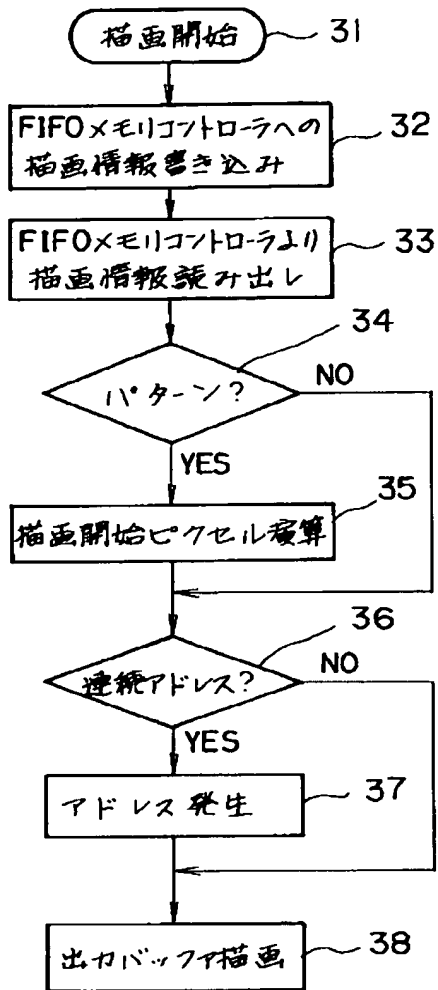 描画開始
31
FIFOメモリコントローラへの
描画情報書き込み
32
FIFOメモリコントローラより
描画情報読み出し
33
34
パターン?
NO
YES
35
描画開始ピクセル演算
36
連続アドレス?
NO
YES
アドレス発生
37
出力バッファ描画
38